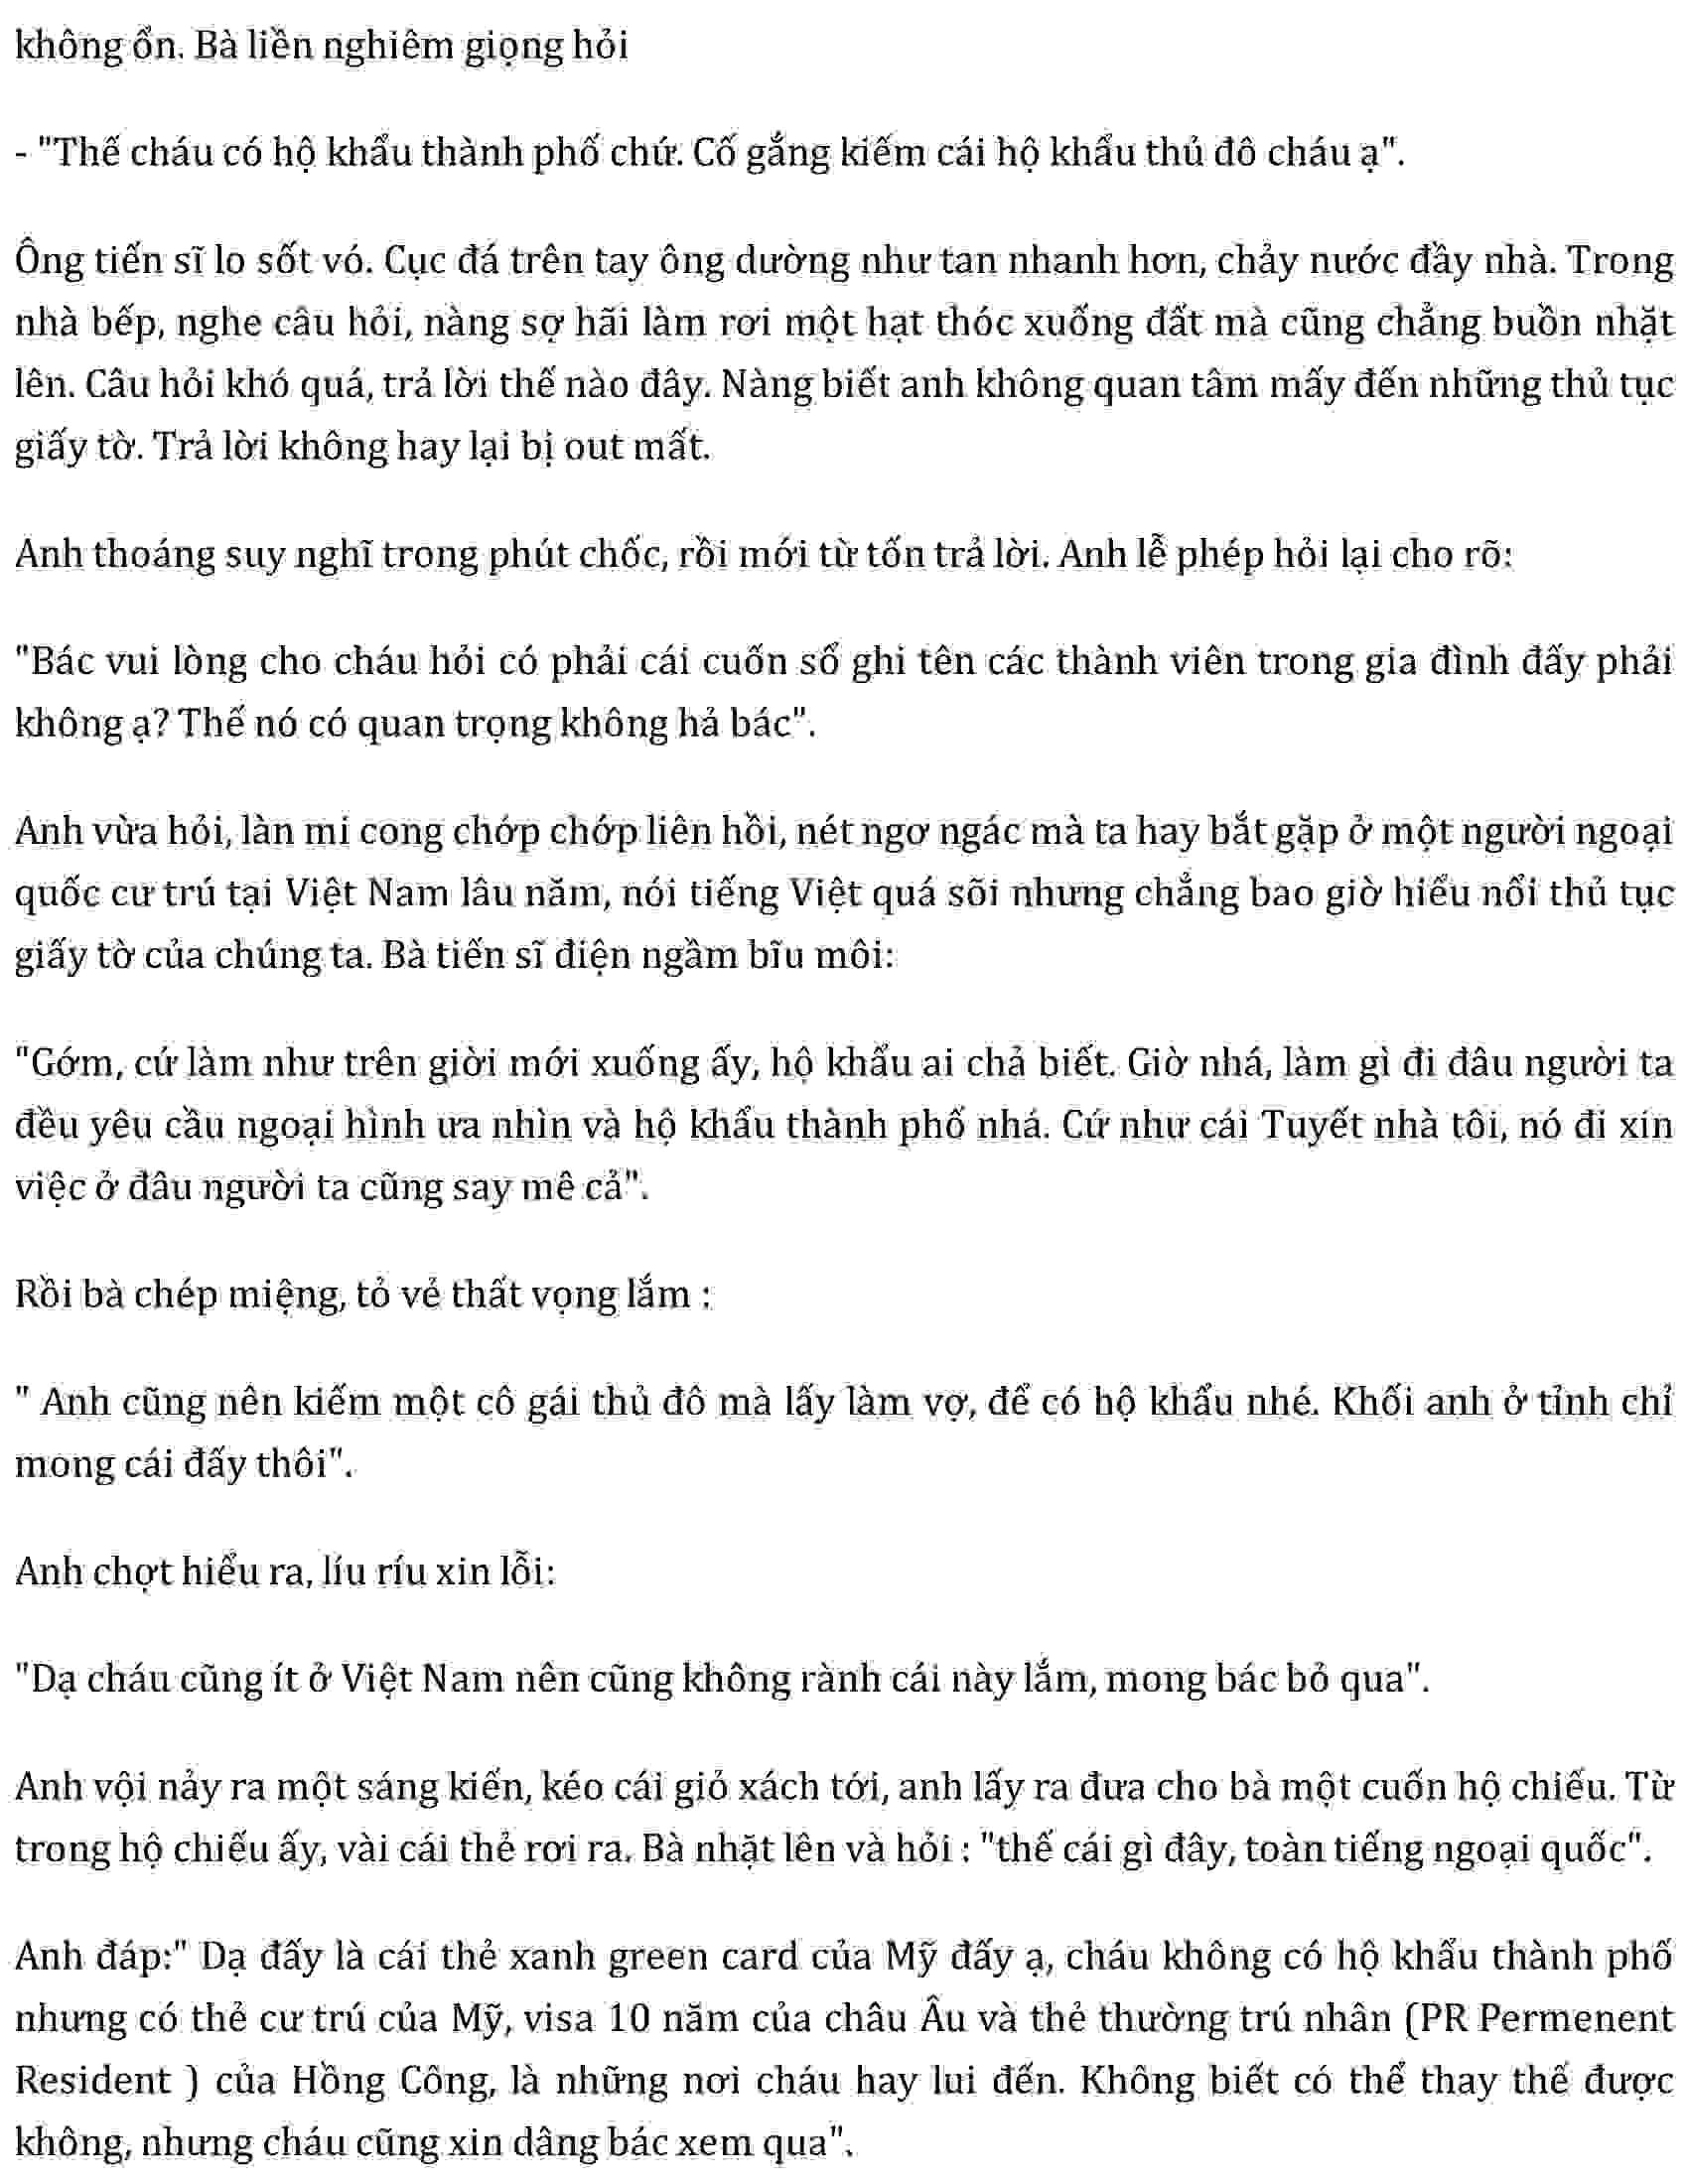 không ổn. Bà liền nghiêm giọng hỏi
- "Thế cháu có hộ khẩu thành phố chứ. Cố gắng kiếm cái hộ khẩu thủ đô cháu ạ".
Ông tiến sĩ lo sốt vó. Cục đá trên tay ông dường như tan nhanh hơn, chảy nước đầy nhà. Trong
nhà bếp, nghe câu hỏi, nàng sợ hãi làm rơi một hạt thóc xuống đất mà cũng chẳng buồn nhặt
lên. Câu hỏi khó quá, trả lời thế nào đây. Nàng biết anh không quan tâm mấy đến những thủ tục
giấy tờ. Trả lời không hay lại bị out mất.
Anh thoáng suy nghĩ trong phút chốc, rồi mới từ tốn trả lời. Anh lễ phép hỏi lại cho rõ:
"Bác vui lòng cho cháu hỏi có phải cái cuốn sổ ghi tên các thành viên trong gia đình đấy phải
không ạ? Thế nó có quan trọng không hả bác".
Anh vừa hỏi, làn mi cong chớp chớp liên hồi, nét ngơ ngác mà ta hay bắt gặp ở một người ngoại
quốc cư trú tại Việt Nam lâu năm, nói tiếng Việt quá sõi nhưng chẳng bao giờ hiểu nổi thủ tục
giấy tờ của chúng ta. Bà tiến sĩ điện ngầm bĩu môi:
"Gớm, cứ làm như trên giời mới xuống ấy, hộ khẩu ai chả biết. Giờ nhá, làm gì đi đâu người ta
đều yêu cầu ngoại hình ưa nhìn và hộ khẩu thành phố nhá. Cứ như cái Tuyết nhà tôi, nó đi xin
việc ở đâu người ta cũng say mê cả".
Rồi bà chép miệng, tỏ vẻ thất vọng lắm :
" Anh cũng nên kiếm một cô gái thủ đô mà lấy làm vợ, để có hộ khẩu nhé. Khối anh ở tỉnh chỉ
mong cái đấy thôi".
Anh chợt hiểu ra, líu ríu xin lỗi:
"Dạ cháu cũng ít ở Việt Nam nên cũng không rành cái này lắm, mong bác bỏ qua".
Anh vội nảy ra một sáng kiến, kéo cái giỏ xách tới, anh lấy ra đưa cho bà một cuốn hộ chiếu. Từ
trong hộ chiếu ấy, vài cái thẻ rơi ra. Bà nhặt lên và hỏi : "thế cái gì đây, toàn tiếng ngoại quốc".
Anh đáp:" Dạ đấy là cái thẻ xanh green card của Mỹ đấy ạ, cháu không có hộ khẩu thành phố
nhưng có thẻ cư trú của Mỹ, visa 10 năm của châu Âu và thẻ thường trú nhân (PR Permenent
Resident ) của Hồng Công, là những nơi cháu hay lui đến. Không biết có thể thay thế được
không, nhưng cháu cũng xin dâng bác xem qua".